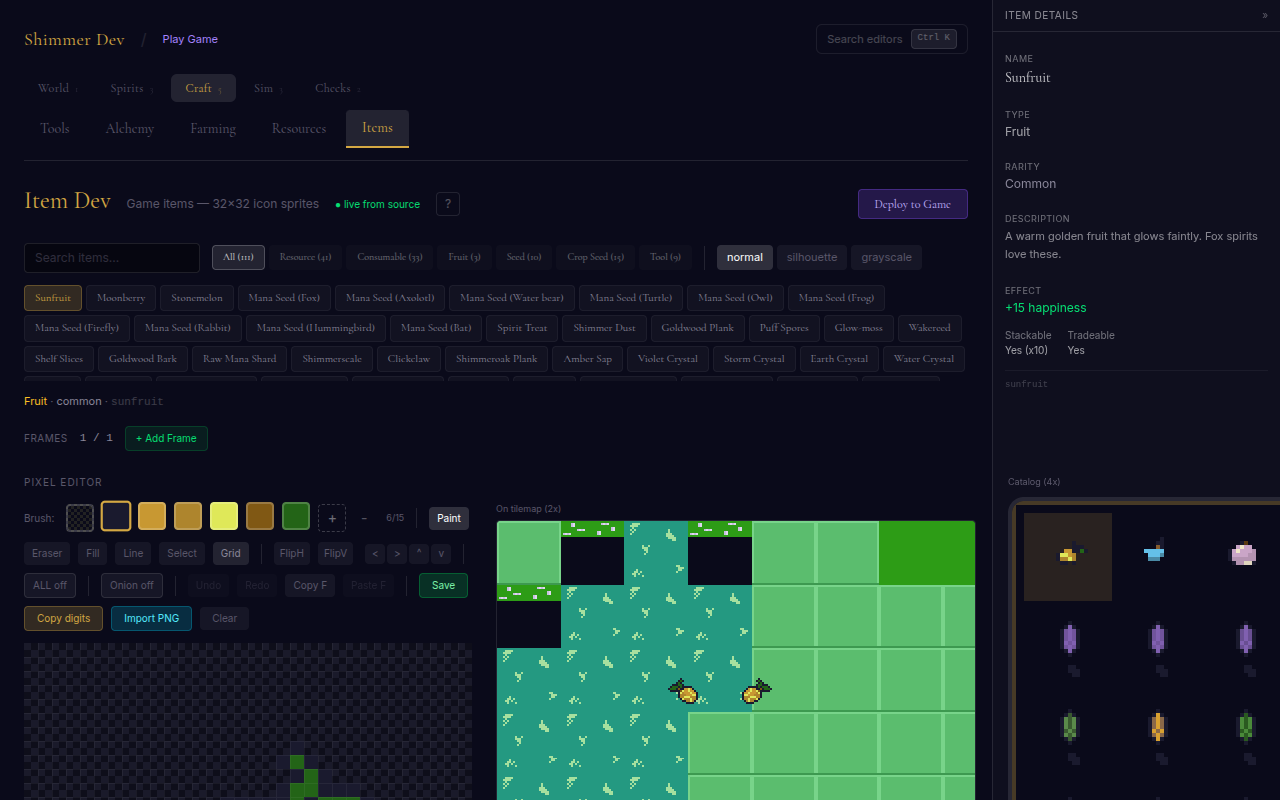 Shimmer Dev / Play Game
Search editors Ctrl K
World Spirits Craft Sim Checks
Tools Alchemy Farming Resources Items
Item Dev Game items — 32×32 icon sprites ● live from source ?
Deploy to Game
Search items...
All (111) Resource (41) Consumable (33) Fruit (3) Seed (10) Crop Seed (15) Tool (9)
normal silhouette grayscale
Sunfruit Moonberry Stonemelon Mana Seed (Fox) Mana Seed (Axolotl) Mana Seed (Water bear) Mana Seed (Turtle) Mana Seed (Owl) Mana Seed (Frog)
Mana Seed (Firefly) Mana Seed (Rabbit) Mana Seed (Hummingbird) Mana Seed (Bat) Spirit Treat Shimmer Dust Goldwood Plank Puff Spores Glow-moss Wakereed
Shelf Slices Goldwood Bark Raw Mana Shard Shimmerscale Clickclaw Shimmeroak Plank Amber Sap Violet Crystal Storm Crystal Earth Crystal Water Crystal
Fruit · common · sunfruit
FRAMES 1 / 1 + Add Frame
PIXEL EDITOR
Brush: + − 6/15 Paint
Eraser Fill Line Select Grid FlipH FlipV < > ^ v
ALL off Onion off Undo Redo Copy F Paste F Save
Copy digits Import PNG Clear
On tilemap (2x)
ITEM DETAILS »
NAME
Sunfruit
TYPE
Fruit
RARITY
Common
DESCRIPTION
A warm golden fruit that glows faintly. Fox spirits
love these.
EFFECT
+15 happiness
Stackable Tradeable
Yes (x10) Yes
sunfruit
Catalog (4x)